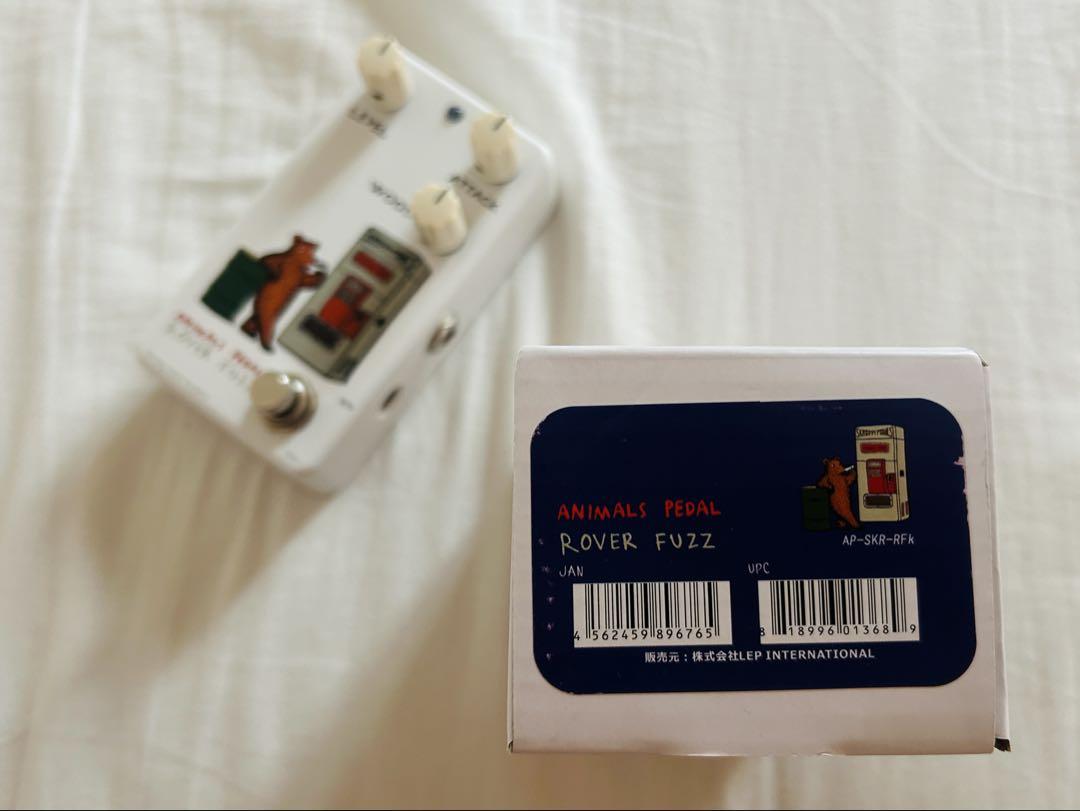 LEVEL
ATTACK
ANIMALS PEDAL
ROVER FUZZ
AP-SKR-RFk
JAN
UPC
4 562459 896765
8 18996 01368 9
販売元：株式会社LEP INTERNATIONAL